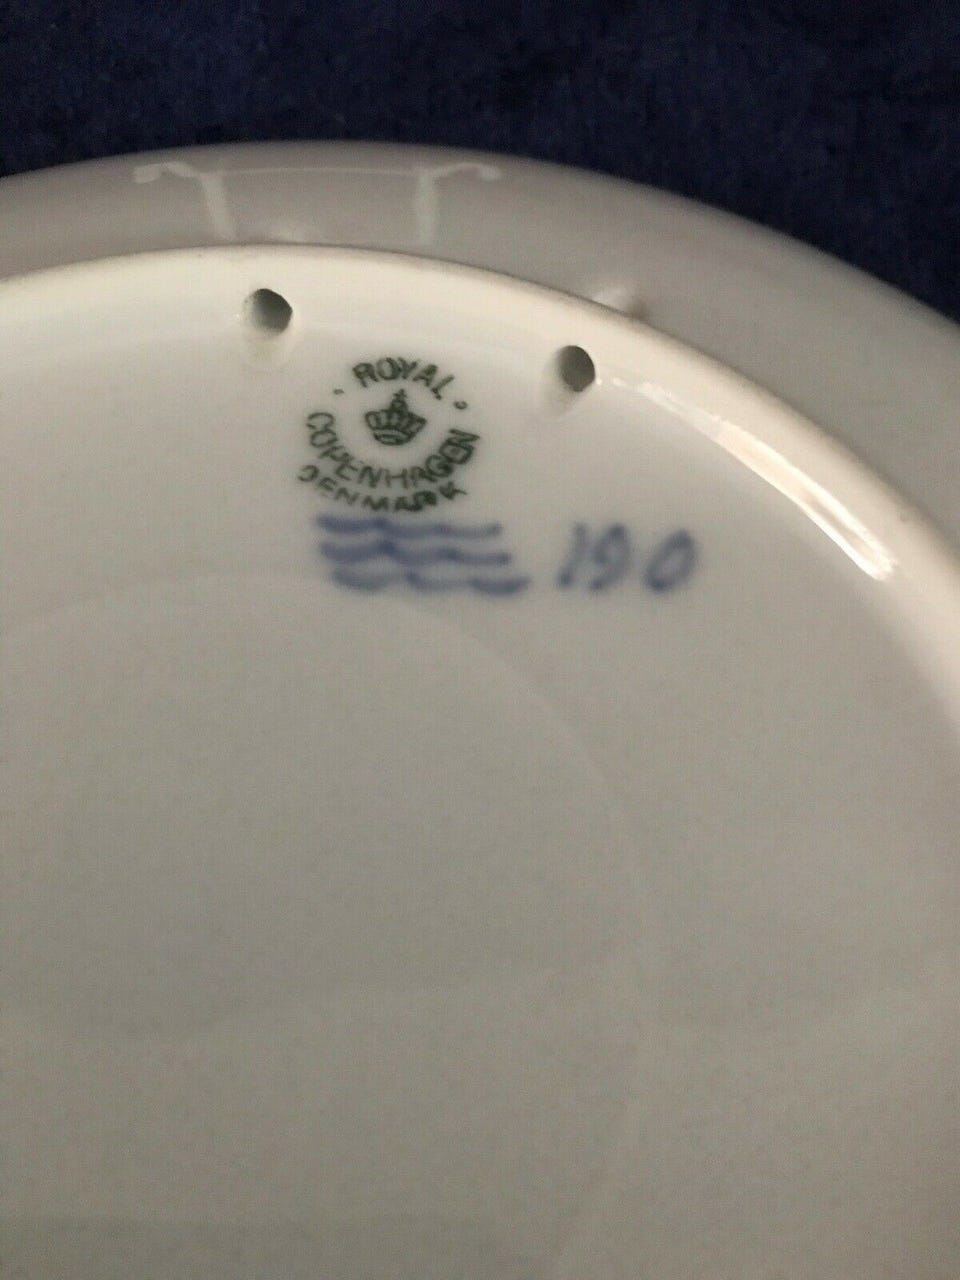 ROYAL
COPENHAGEN
DENMARK
190